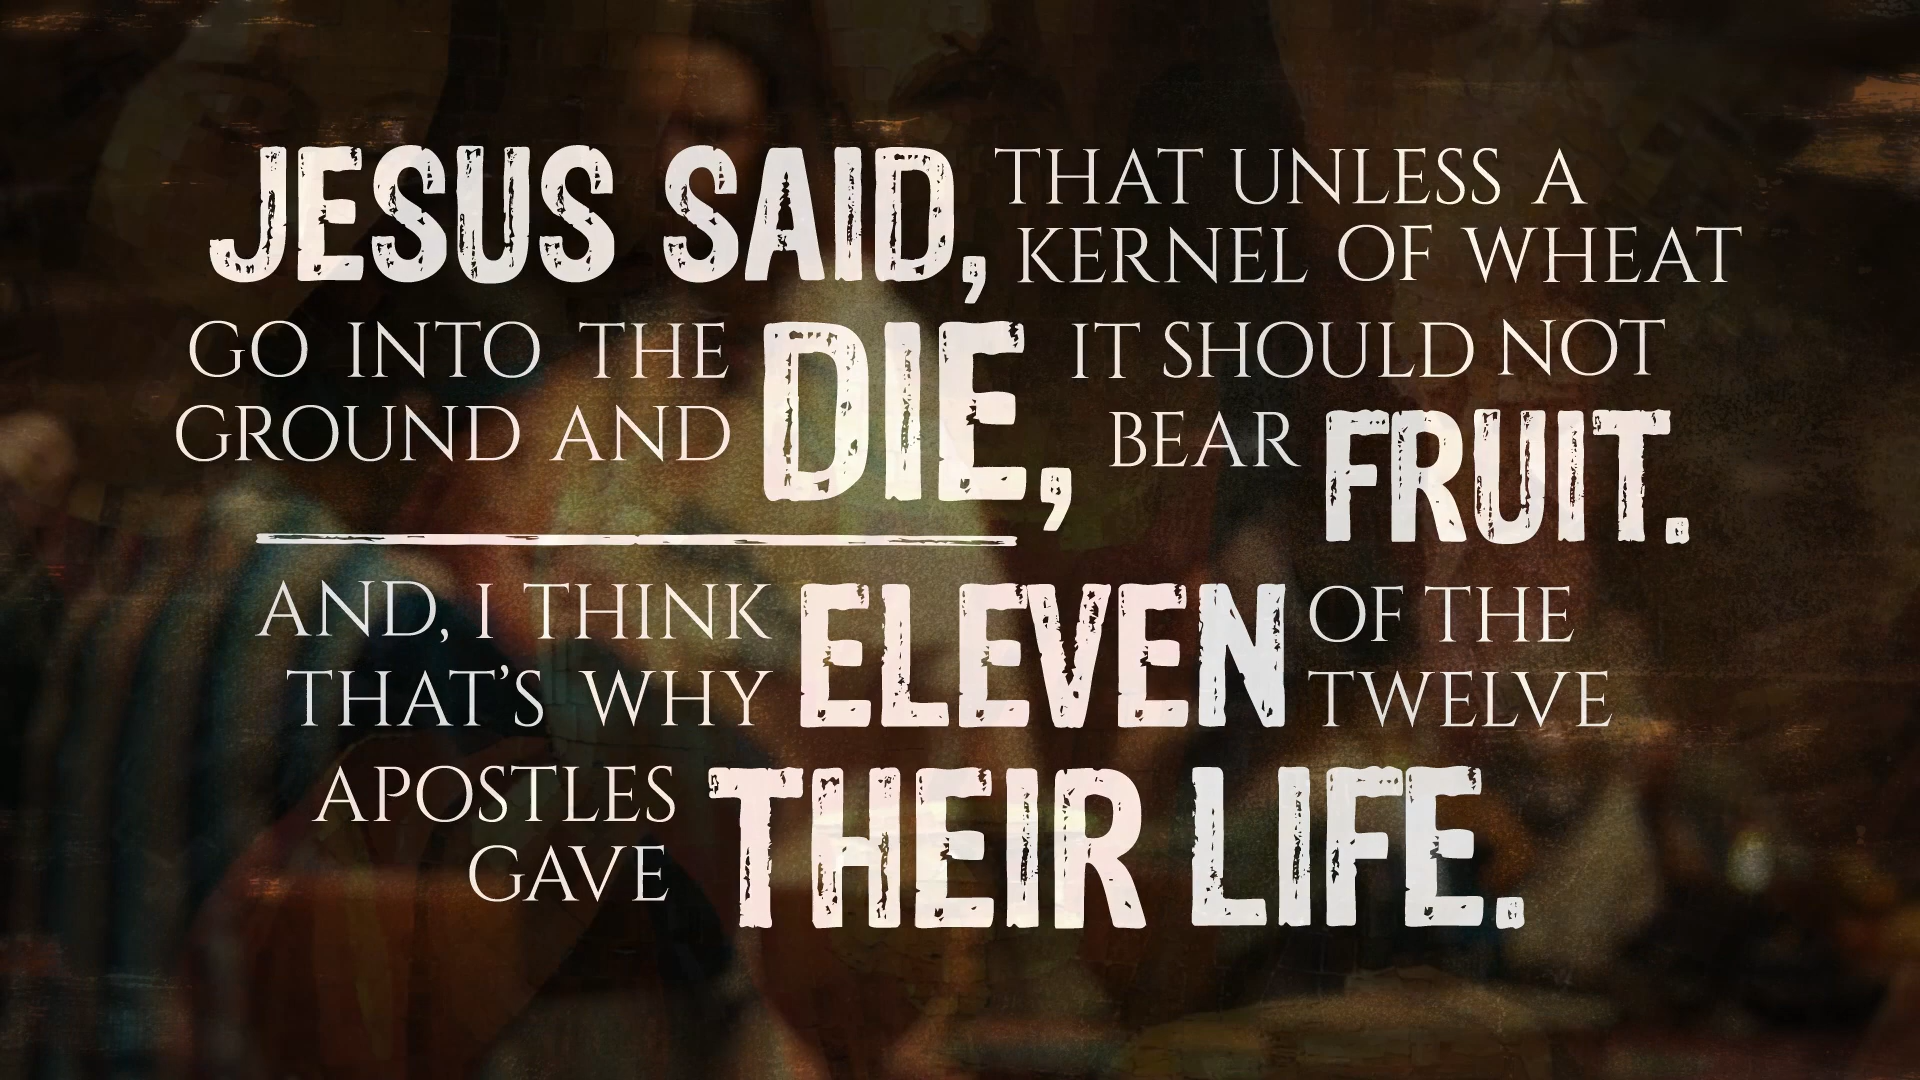 JESUS SAID, THAT UNLESS A
KERNEL OF WHEAT
GO INTO THE
GROUND AND DIE, IT SHOULD NOT
BEAR FRUIT.
AND, I THINK
THAT'S WHY ELEVEN OF THE
TWELVE
APOSTLES
GAVE THEIR LIFE.